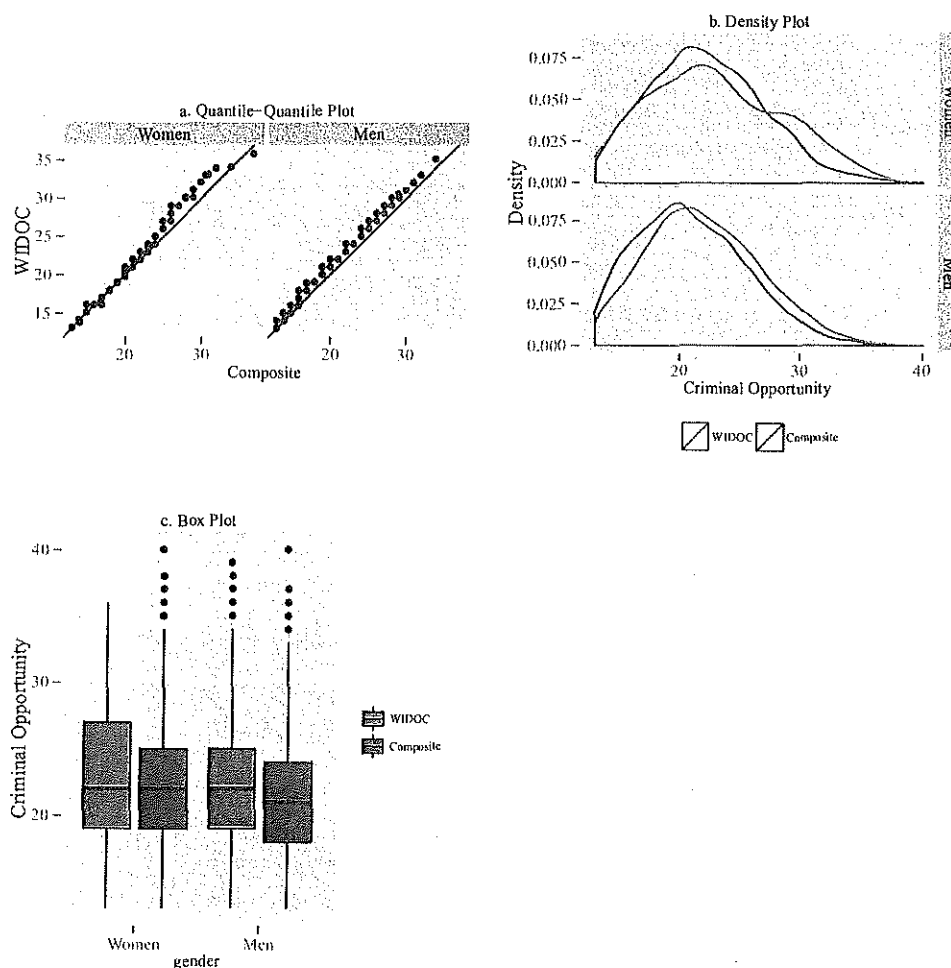 a. Quantile-Quantile Plot
Women Men
WIDOC
35
30
25
20
15
20 30 20 30
Composite
b. Density Plot
Density
0.075
0.050
0.025
0.000
0.075
0.050
0.025
0.000
Women
Men
20 30 40
Criminal Opportunity
WIDOC Composite
c. Box Plot
Criminal Opportunity
40
30
20
Women Men
gender
WIDOC
Composite